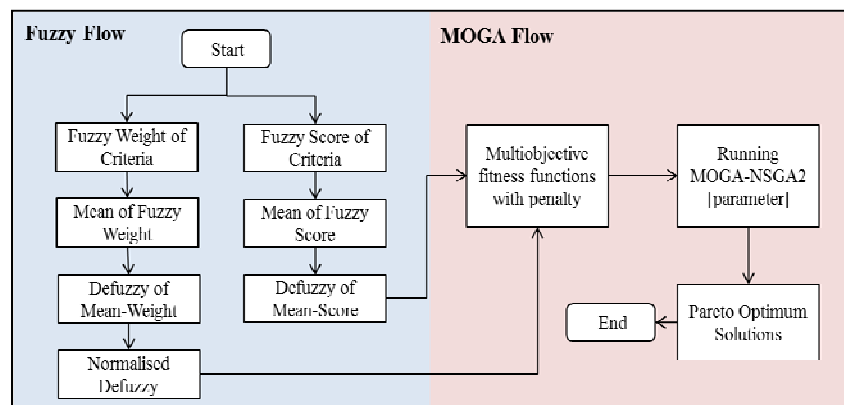 Fuzzy Flow
MOGA Flow
Start
Fuzzy Weight of
Criteria
Fuzzy Score of
Criteria
Mean of Fuzzy
Weight
Mean of Fuzzy
Score
Defuzzy of
Mean-Weight
Defuzzy of
Mean-Score
Normalised
Defuzzy
Multiobjective
fitness functions
with penalty
Running
MOGA-NSGA2
[parameter]
Pareto Optimum
Solutions
End